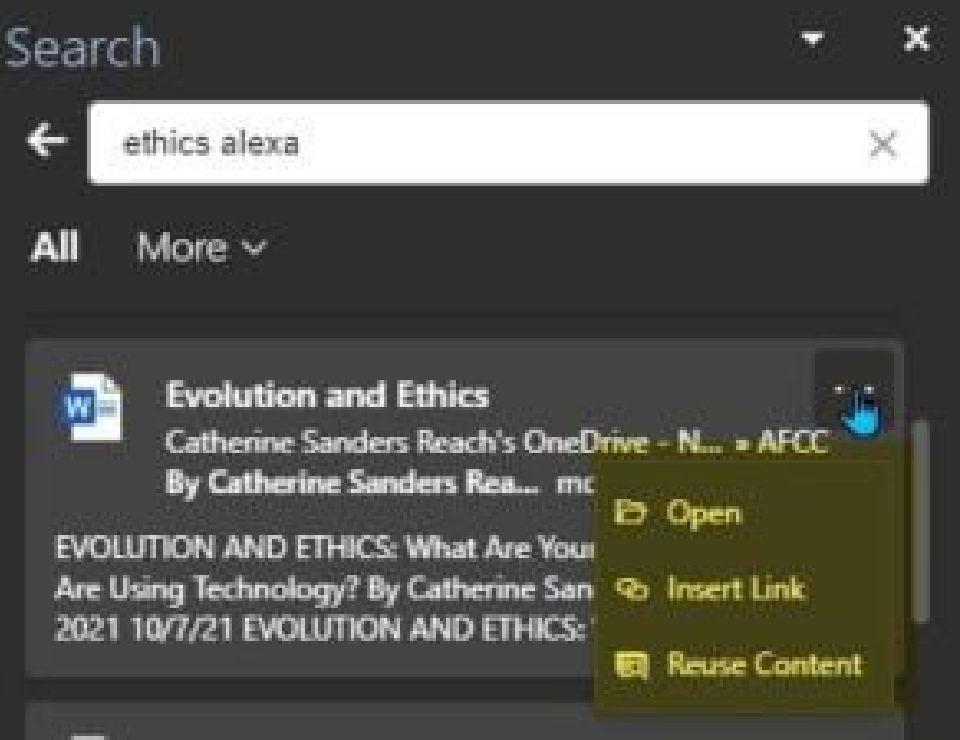 Search
ethics alexa
All More
W
Evolution and Ethics
Catherine Sanders Reach's OneDrive - N... » AFCC
By Catherine Sanders Rea...
EVOLUTION AND ETHICS: What Are Your
Are Using Technology? By Catherine San
2021 10/7/21 EVOLUTION AND ETHICS:
Open
Insert Link
Reuse Content